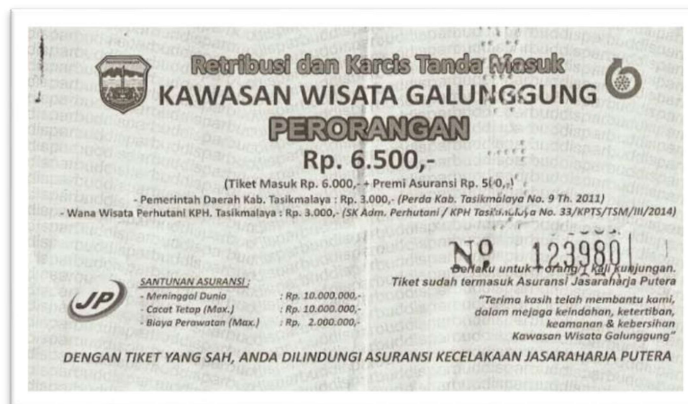 Retribusi dan Karcis Tanda Masuk
KAWASAN WISATA GALUNGGUNG
PERORANGAN
Rp. 6.500,-
(Tiket Masuk Rp. 6.000,- + Premi Asuransi Rp. 500,-)
- Pemerintah Daerah Kab. Tasikmalaya : Rp. 3.000,- (Perda Kab. Tasikmalaya No. 9 Th. 2011)
- Wana Wisata Perhutani KPH. Tasikmalaya : Rp. 3.000,- (SK Adm. Perhutani / KPH Tasikmalaya No. 33/KPTS/TSM/III/2014)
No 123980
Berlaku untuk 1 orang 1 kali kunjungan.
Tiket sudah termasuk Asuransi Jasaraharja Putera
JP
SANTUNAN ASURANSI :
- Meninggal Dunia : Rp. 10.000.000,-
- Cacat Tetap (Max.) : Rp. 10.000.000,-
- Biaya Perawatan (Max.) : Rp. 2.000.000,-
"Terima kasih telah membantu kami,
dalam mejaga keindahan, ketertiban,
keamanan & kebersihan
Kawasan Wisata Galunggung"
DENGAN TIKET YANG SAH, ANDA DILINDUNGI ASURANSI KECELAKAAN JASARAHARJA PUTERA